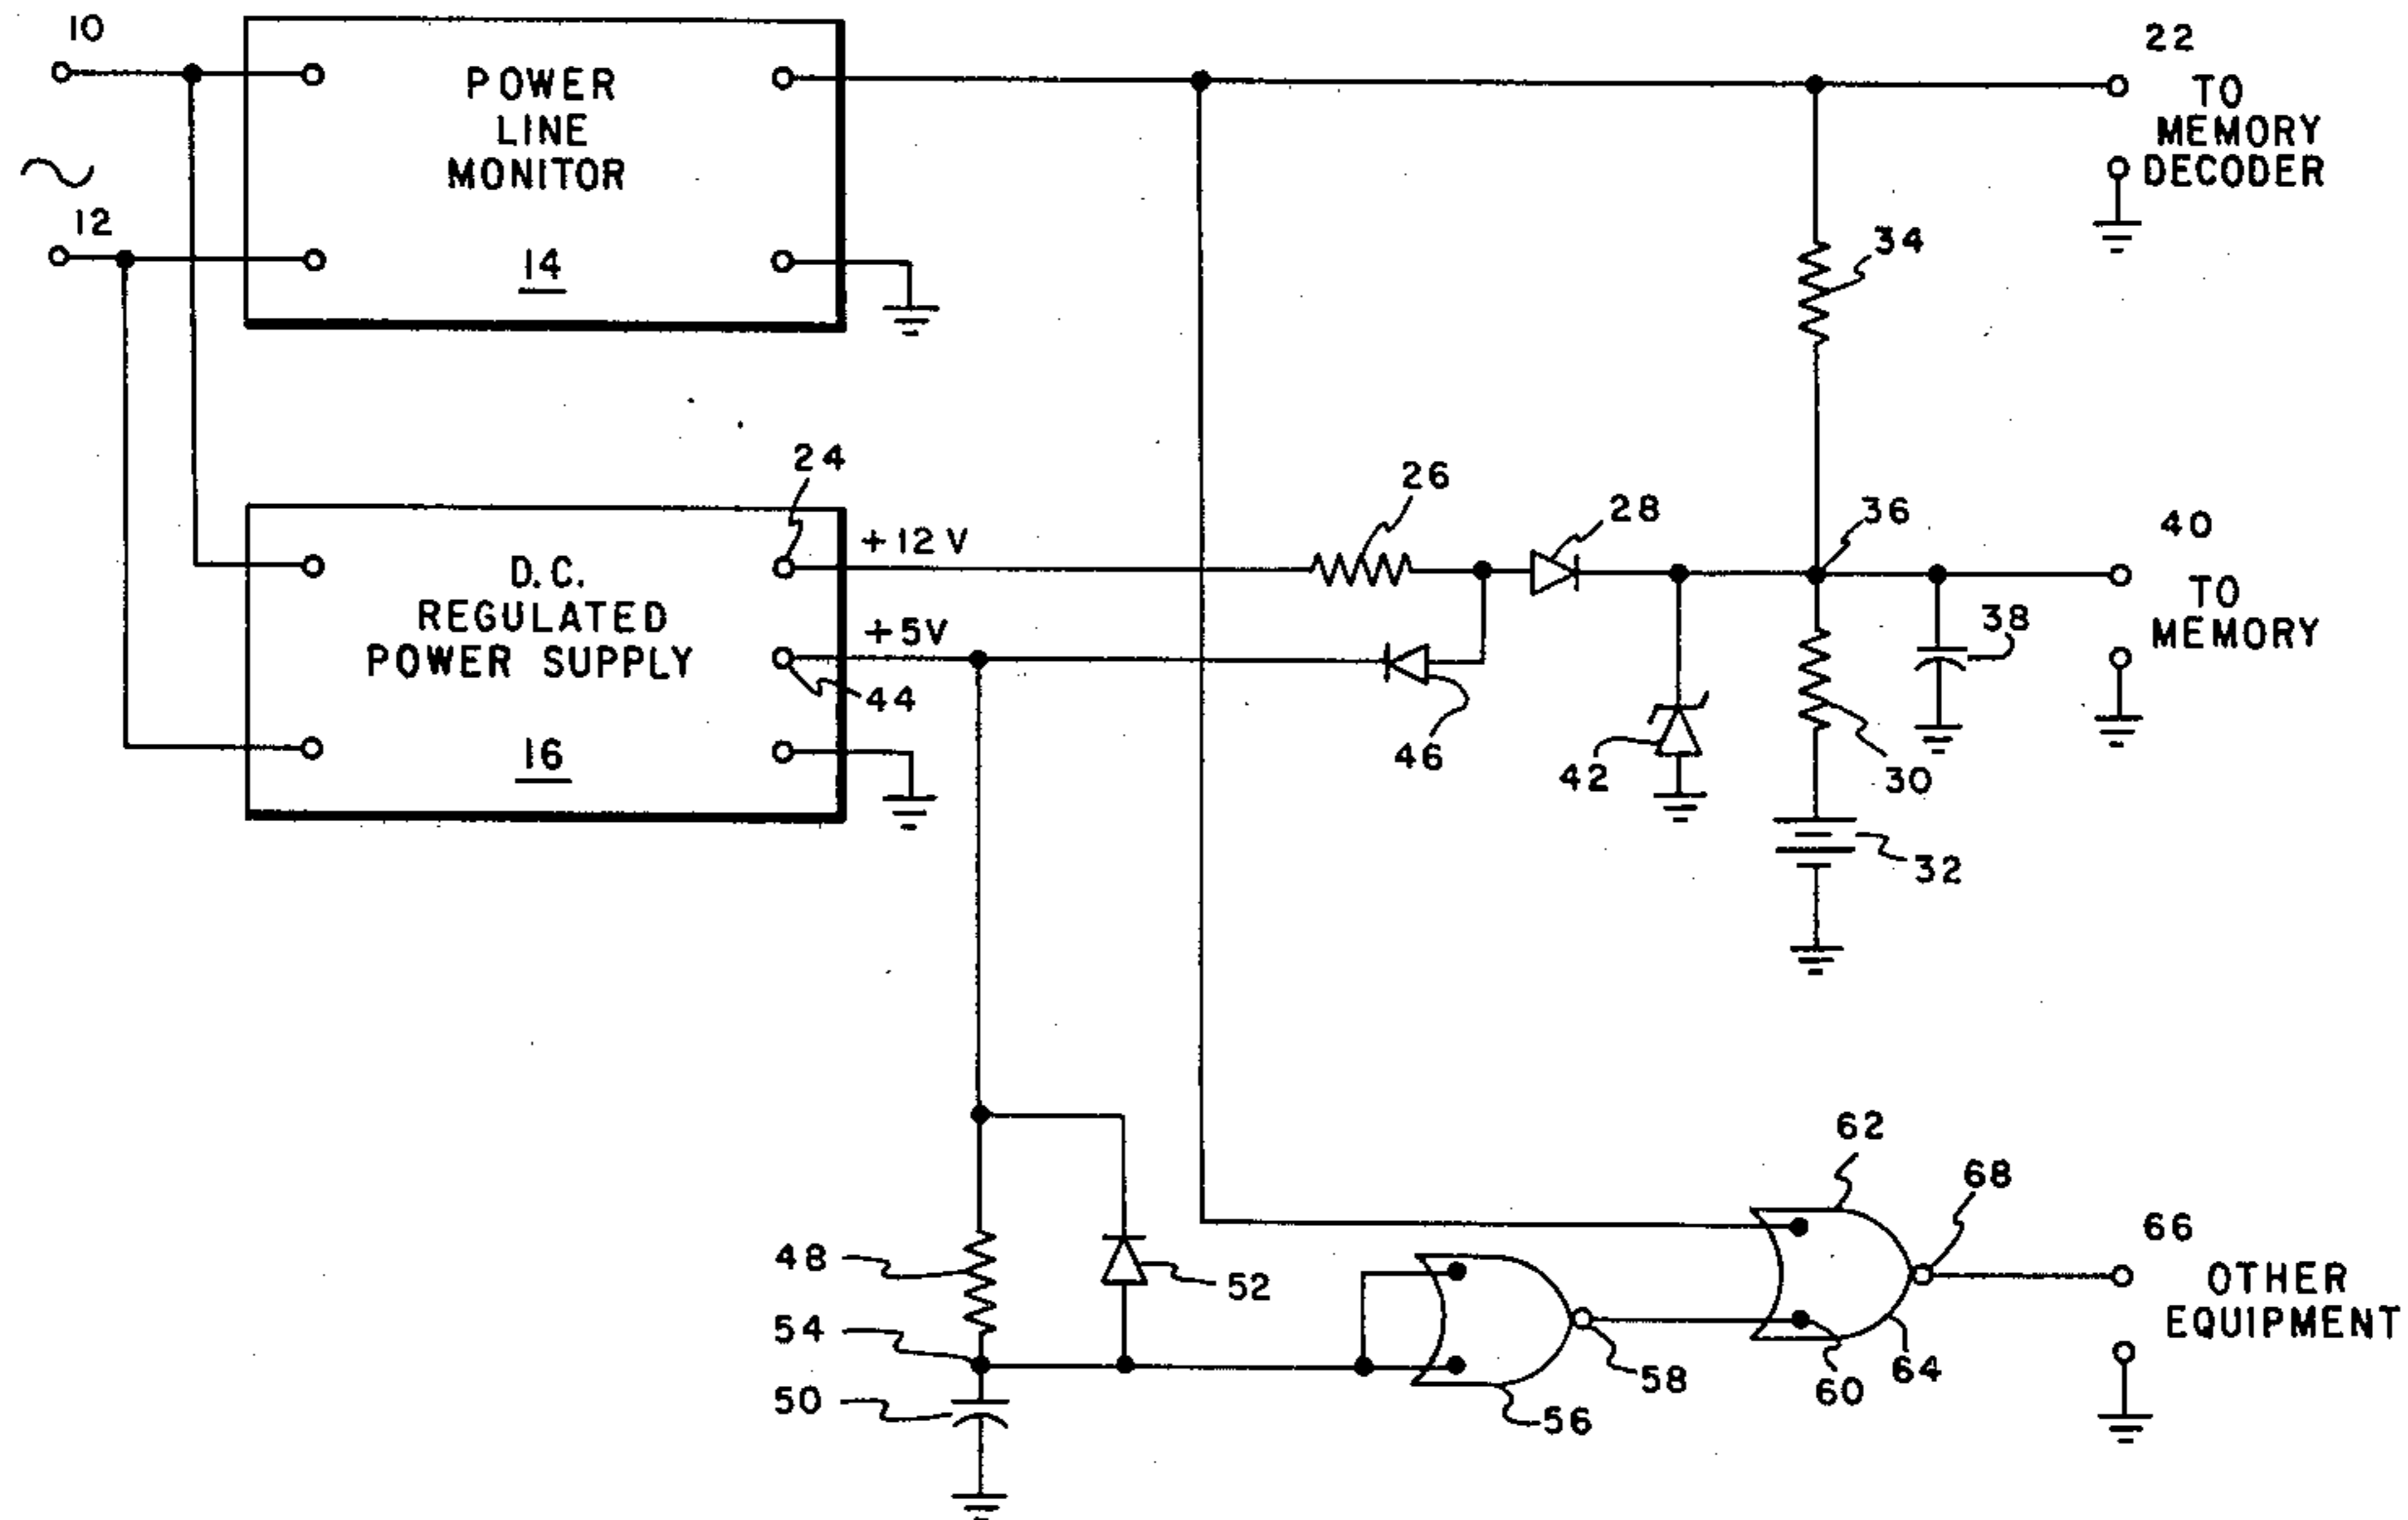 10
POWER
LINE
MONITOR
14
12
22
TO
MEMORY
DECODER
34
24
+12V
26
28
36
40
TO
MEMORY
D.C.
REGULATED
POWER SUPPLY
16
+5V
44
46
42
38
30
32
62
68
66
OTHER
EQUIPMENT
48
52
54
50
58
56
60
64